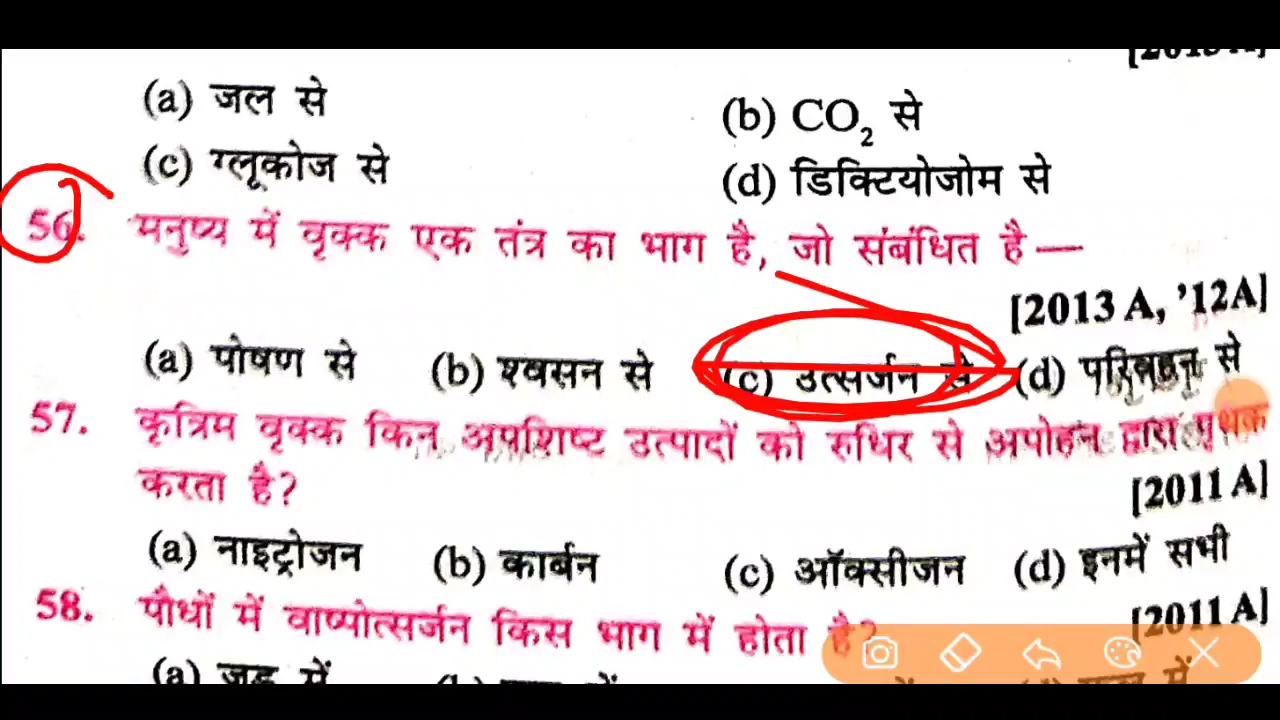 (a) जल से (b) CO₂ से
(c) ग्लूकोज से (d) डिक्टियोजोम से
56. मनुष्य में वृक्क एक तंत्र का भाग है, जो संबंधित है—
[2013 A, ’12A]
(a) पोषण से (b) श्वसन से (c) उत्सर्जन से (d) परिवहन से
57. कृत्रिम वृक्क किन अपशिष्ट उत्पादों को रुधिर से अपोहन द्वारा पृथक
करता है?
[2011 A]
(a) नाइट्रोजन (b) कार्बन (c) ऑक्सीजन (d) इनमें सभी
58. पौधों में वाष्पोत्सर्जन किस भाग में होता है?
[2011 A]
(a) जड़ में